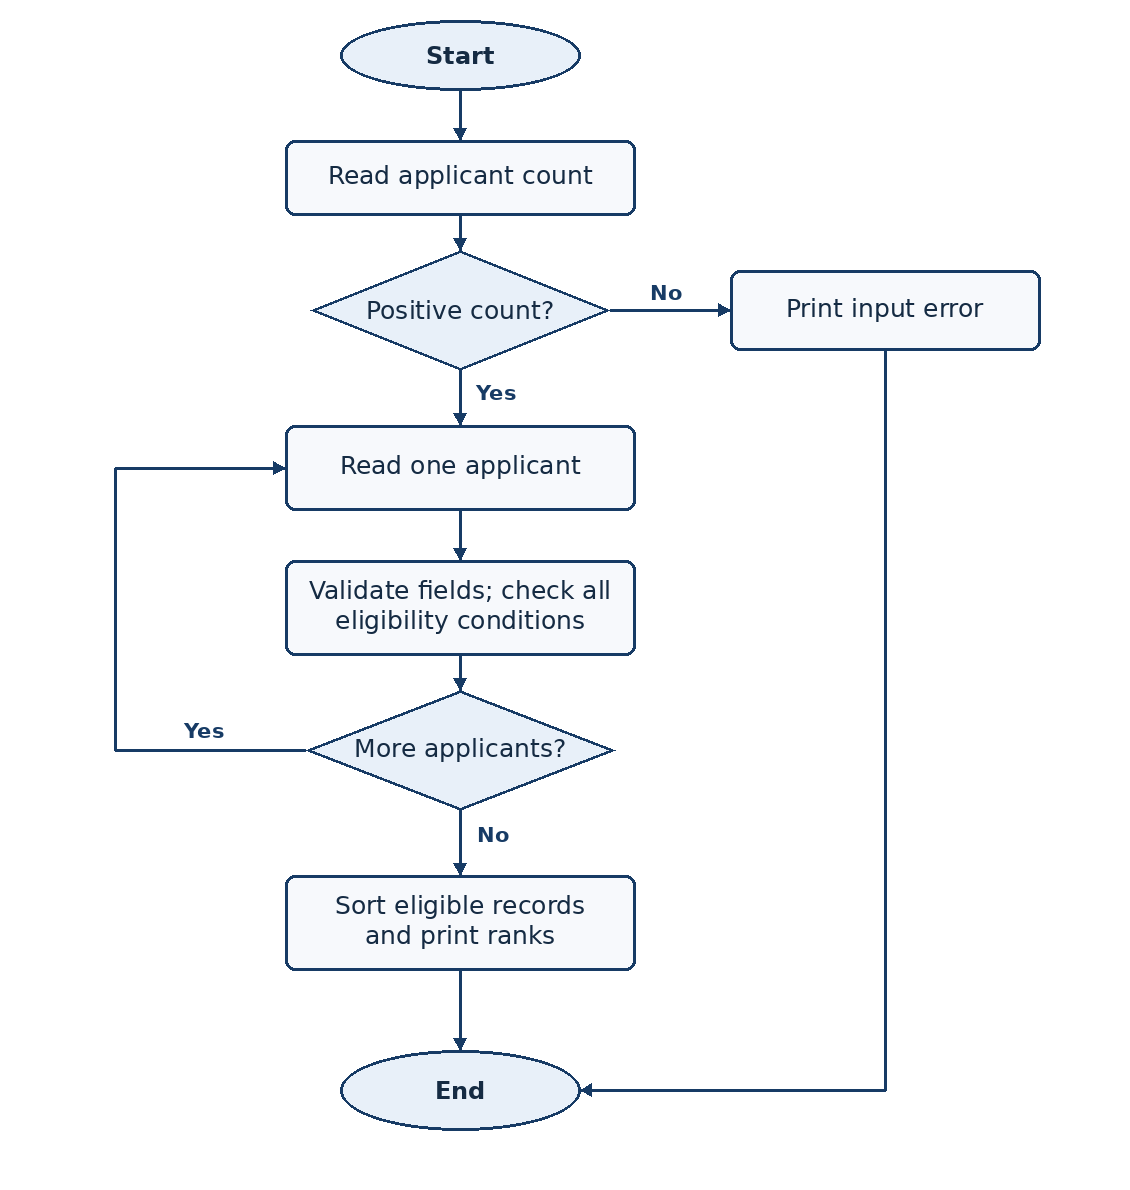 Start
Read applicant count
Positive count?
No
Print input error
Yes
Read one applicant
Validate fields; check all
eligibility conditions
Yes
More applicants?
No
Sort eligible records
and print ranks
End